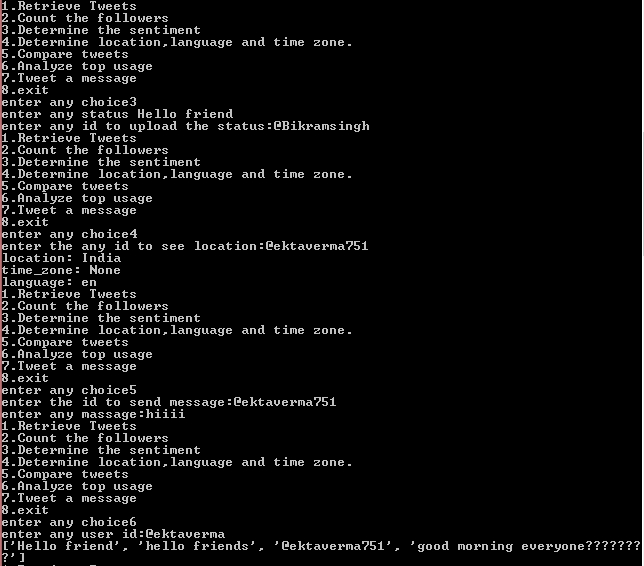 1.Retrieve Tweets
2.Count the followers
3.Determine the sentiment
4.Determine location,language and time zone.
5.Compare tweets
6.Analyze top usage
7.Tweet a message
8.exit
enter any choice3
enter any status Hello friend
enter any id to upload the status:@Bikramsingh
1.Retrieve Tweets
2.Count the followers
3.Determine the sentiment
4.Determine location,language and time zone.
5.Compare tweets
6.Analyze top usage
7.Tweet a message
8.exit
enter any choice4
enter the any id to see location:@ektaverma751
location: India
time_zone: None
language: en
1.Retrieve Tweets
2.Count the followers
3.Determine the sentiment
4.Determine location,language and time zone.
5.Compare tweets
6.Analyze top usage
7.Tweet a message
8.exit
enter any choice5
enter the id to send message:@ektaverma751
enter any massage:hiiii
1.Retrieve Tweets
2.Count the followers
3.Determine the sentiment
4.Determine location,language and time zone.
5.Compare tweets
6.Analyze top usage
7.Tweet a message
8.exit
enter any choice6
enter any user id:@ektaverma
['Hello friend', 'hello friends', '@ektaverma751', 'good morning everyone???????
?']